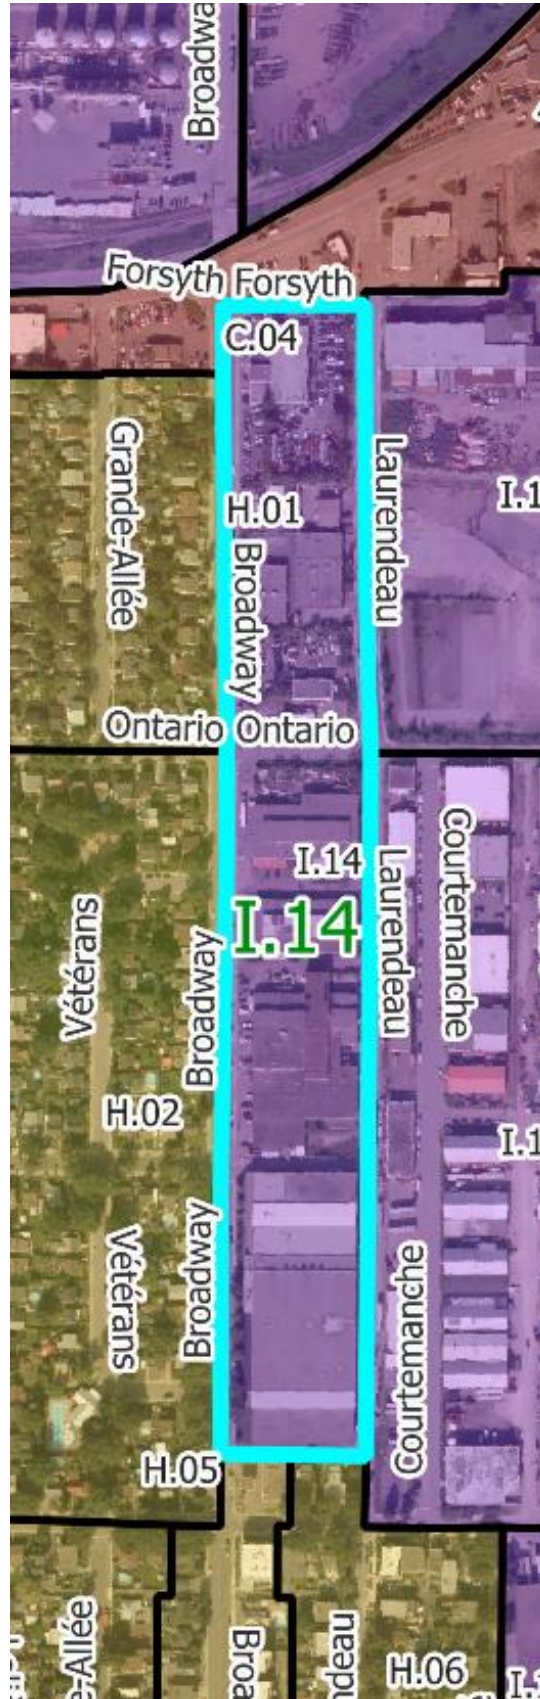 Forsyth Forsyth
C.04
Grande-Allée
H.01
Broadway
Laurendeau
Ontario Ontario
I.14
I.14
Vétérans
Broadway
Laurendeau
Courtemanche
H.02
Vétérans
Broadway
Courtemanche
H.05
H.06